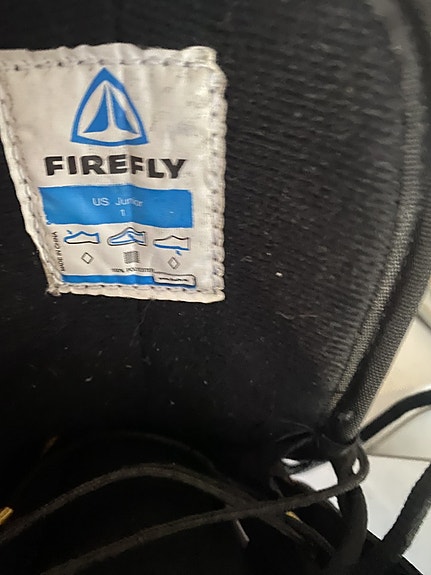 FIREFLY
US Junior
1
MADE IN CHINA
100% POLYESTER